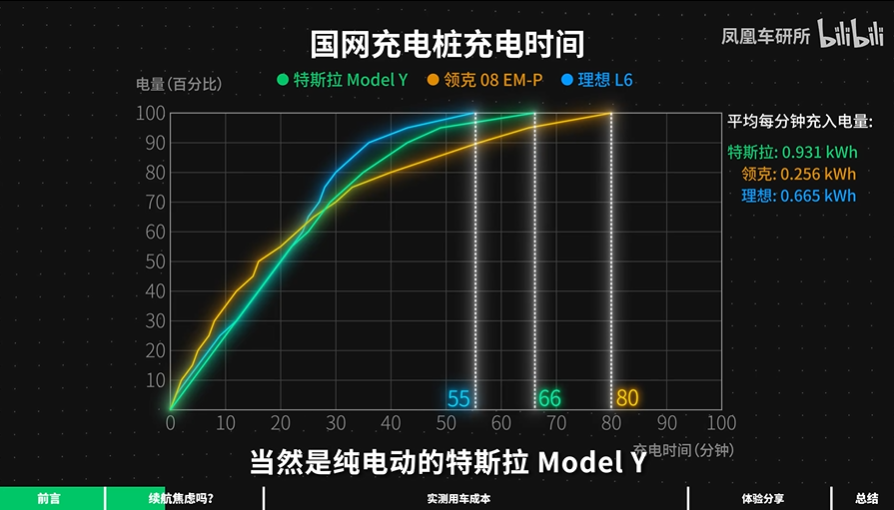 国网充电桩充电时间
凤凰车研所 bilibili
电量(百分比)
特斯拉 Model Y 领克 08 EM-P 理想 L6
平均每分钟充入电量:
特斯拉: 0.931 kWh
领克: 0.256 kWh
理想: 0.665 kWh
100
90
80
70
60
50
40
30
20
10
55 66 80
0 10 20 30 40 50 60 70 80 90 100
充电时间(分钟)
当然是纯电动的特斯拉 Model Y
前言 续航焦虑吗? 实测用车成本 体验分享 总结